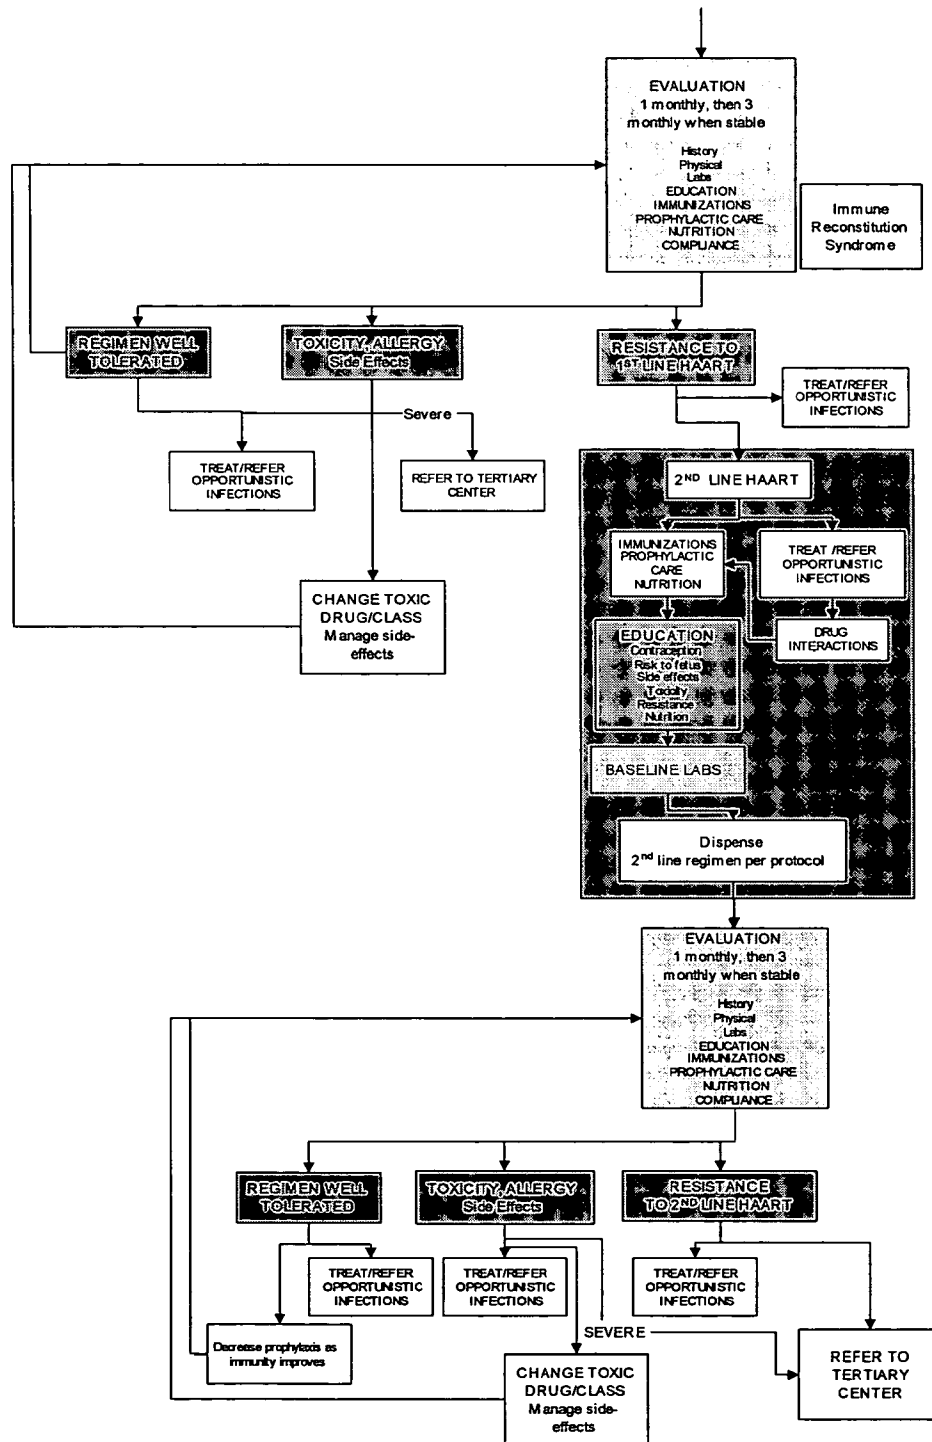 EVALUATION
1 monthly, then 3
monthly when stable
History
Physical
Labs
EDUCATION
IMMUNIZATIONS
PROPHYLACTIC CARE
NUTRITION
COMPLIANCE
Immune
Reconstitution
Syndrome
REGIMEN WELL
TOLERATED
TOXICITY, ALLERGY
Side Effects
RESISTANCE TO
1ST LINE HAART
TREAT/REFER
OPPORTUNISTIC
INFECTIONS
Severe
TREAT/REFER
OPPORTUNISTIC
INFECTIONS
REFER TO TERTIARY
CENTER
2ND LINE HAART
IMMUNIZATIONS
PROPHYLACTIC
CARE
NUTRITION
TREAT /REFER
OPPORTUNISTIC
INFECTIONS
CHANGE TOXIC
DRUG/CLASS
Manage side-
effects
EDUCATION
Contraception
Risk to fetus
Side effects
Toxicity
Resistance
Nutrition
DRUG
INTERACTIONS
BASELINE LABS
Dispense
2nd line regimen per protocol
EVALUATION
1 monthly, then 3
monthly when stable
History
Physical
Labs
EDUCATION
IMMUNIZATIONS
PROPHYLACTIC CARE
NUTRITION
COMPLIANCE
REGIMEN WELL
TOLERATED
TOXICITY, ALLERGY
Side Effects
RESISTANCE
TO 2ND LINE HAART
TREAT/REFER
OPPORTUNISTIC
INFECTIONS
TREAT/REFER
OPPORTUNISTIC
INFECTIONS
TREAT/REFER
OPPORTUNISTIC
INFECTIONS
Decrease prophylaxis as
immunity improves
SEVERE
CHANGE TOXIC
DRUG/CLASS
Manage side-
effects
REFER TO
TERTIARY
CENTER